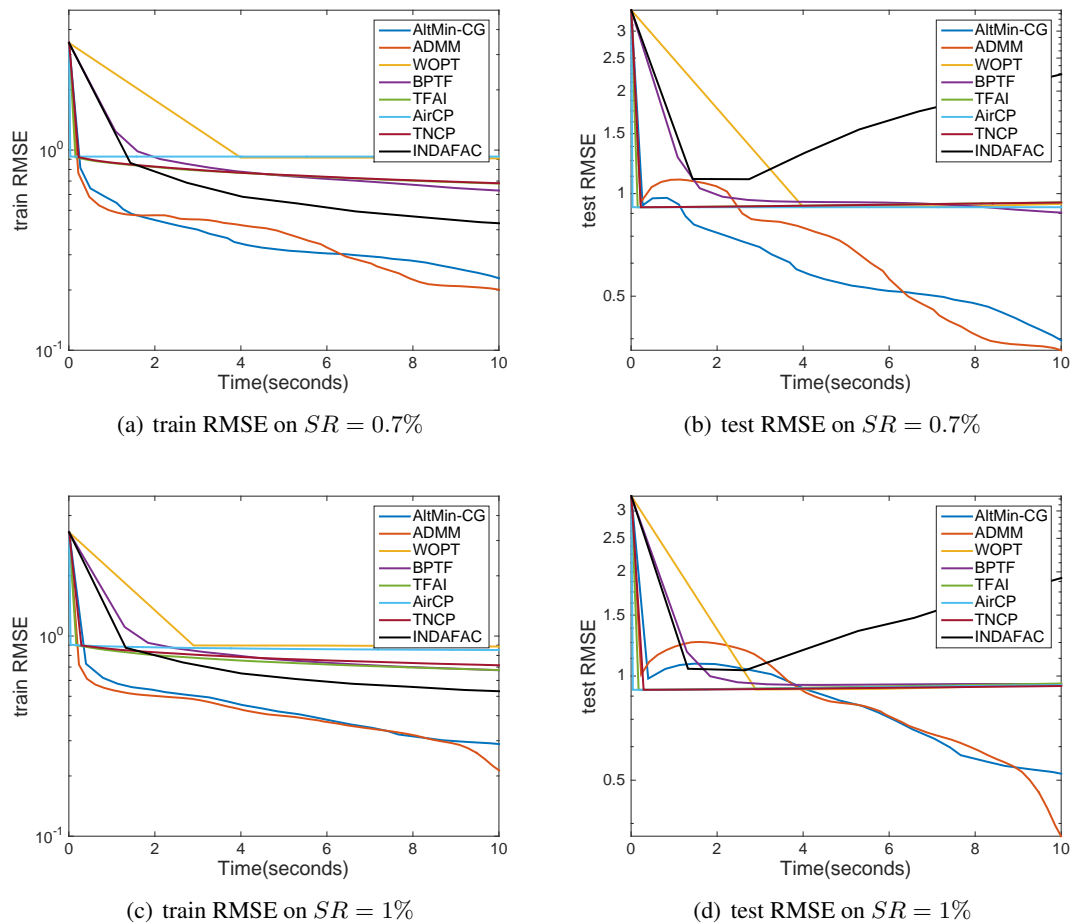 train RMSE
10^0
10^-1
0 2 4 6 8 10
Time(seconds)
AltMin-CG
ADMM
WOPT
BPTF
TFAI
AirCP
TNCP
INDAFAC
(a) train RMSE on SR = 0.7%
test RMSE
3
2.5
2
1.5
1
0.5
0 2 4 6 8 10
Time(seconds)
AltMin-CG
ADMM
WOPT
BPTF
TFAI
AirCP
TNCP
INDAFAC
(b) test RMSE on SR = 0.7%
train RMSE
10^0
10^-1
0 2 4 6 8 10
Time(seconds)
AltMin-CG
ADMM
WOPT
BPTF
TFAI
AirCP
TNCP
INDAFAC
(c) train RMSE on SR = 1%
test RMSE
3
2.5
2
1.5
1
0.5
0 2 4 6 8 10
Time(seconds)
AltMin-CG
ADMM
WOPT
BPTF
TFAI
AirCP
TNCP
INDAFAC
(d) test RMSE on SR = 1%